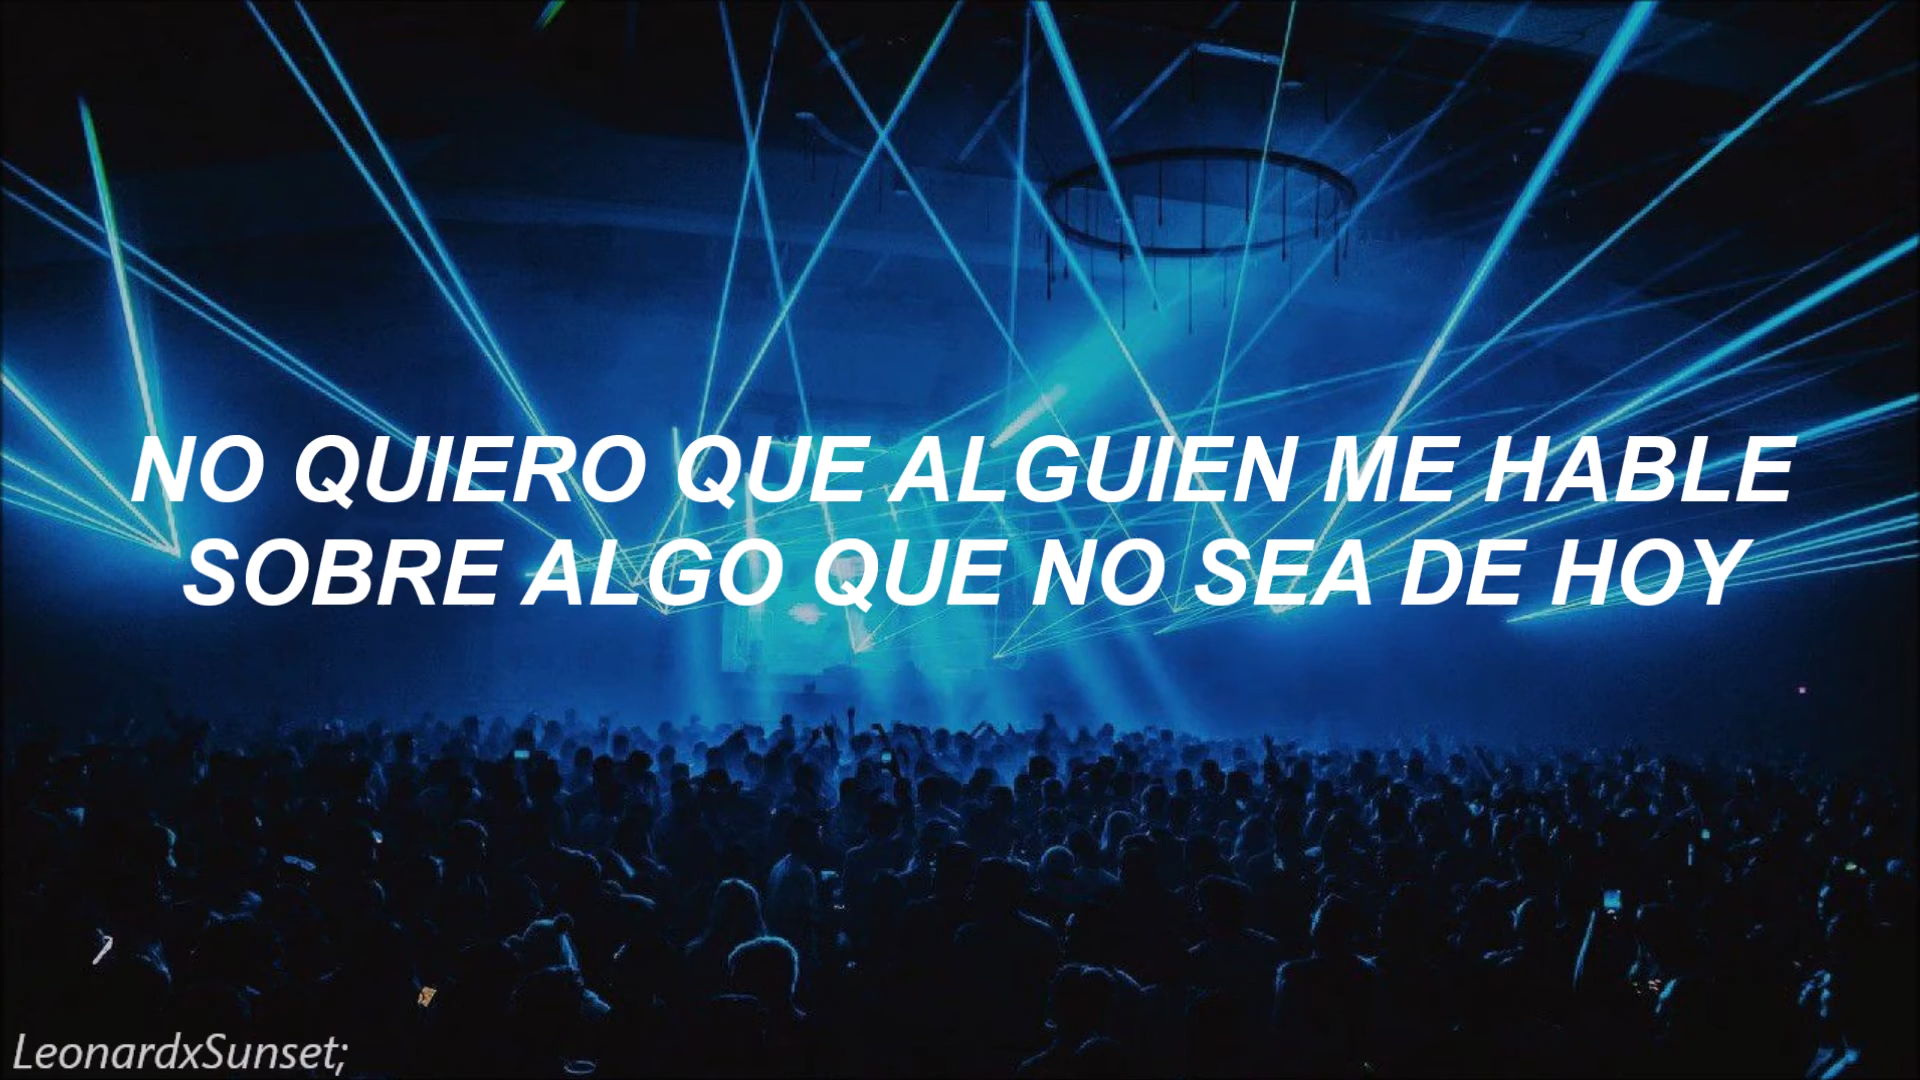 NO QUIERO QUE ALGUIEN ME HABLE
SOBRE ALGO QUE NO SEA DE HOY
LeonardxSunset;